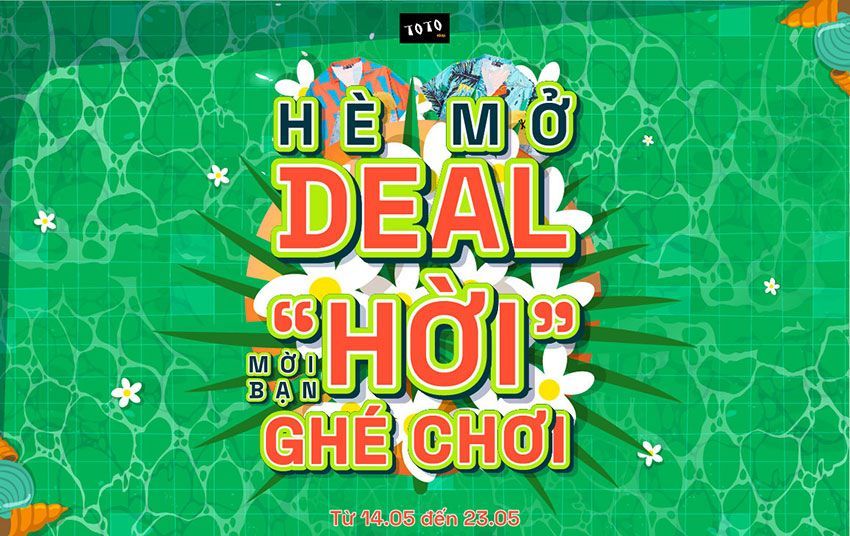 TOTO
HÈ MỞ
DEAL
“HỜI”
MỜI
BẠN
GHÉ CHƠI
Từ 14.05 đến 23.05